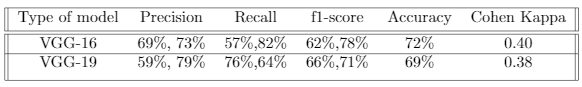 Type of model Precision Recall f1-score Accuracy Cohen Kappa
VGG-16 69%, 73% 57%,82% 62%,78% 72% 0.40
VGG-19 59%, 79% 76%,64% 66%,71% 69% 0.38